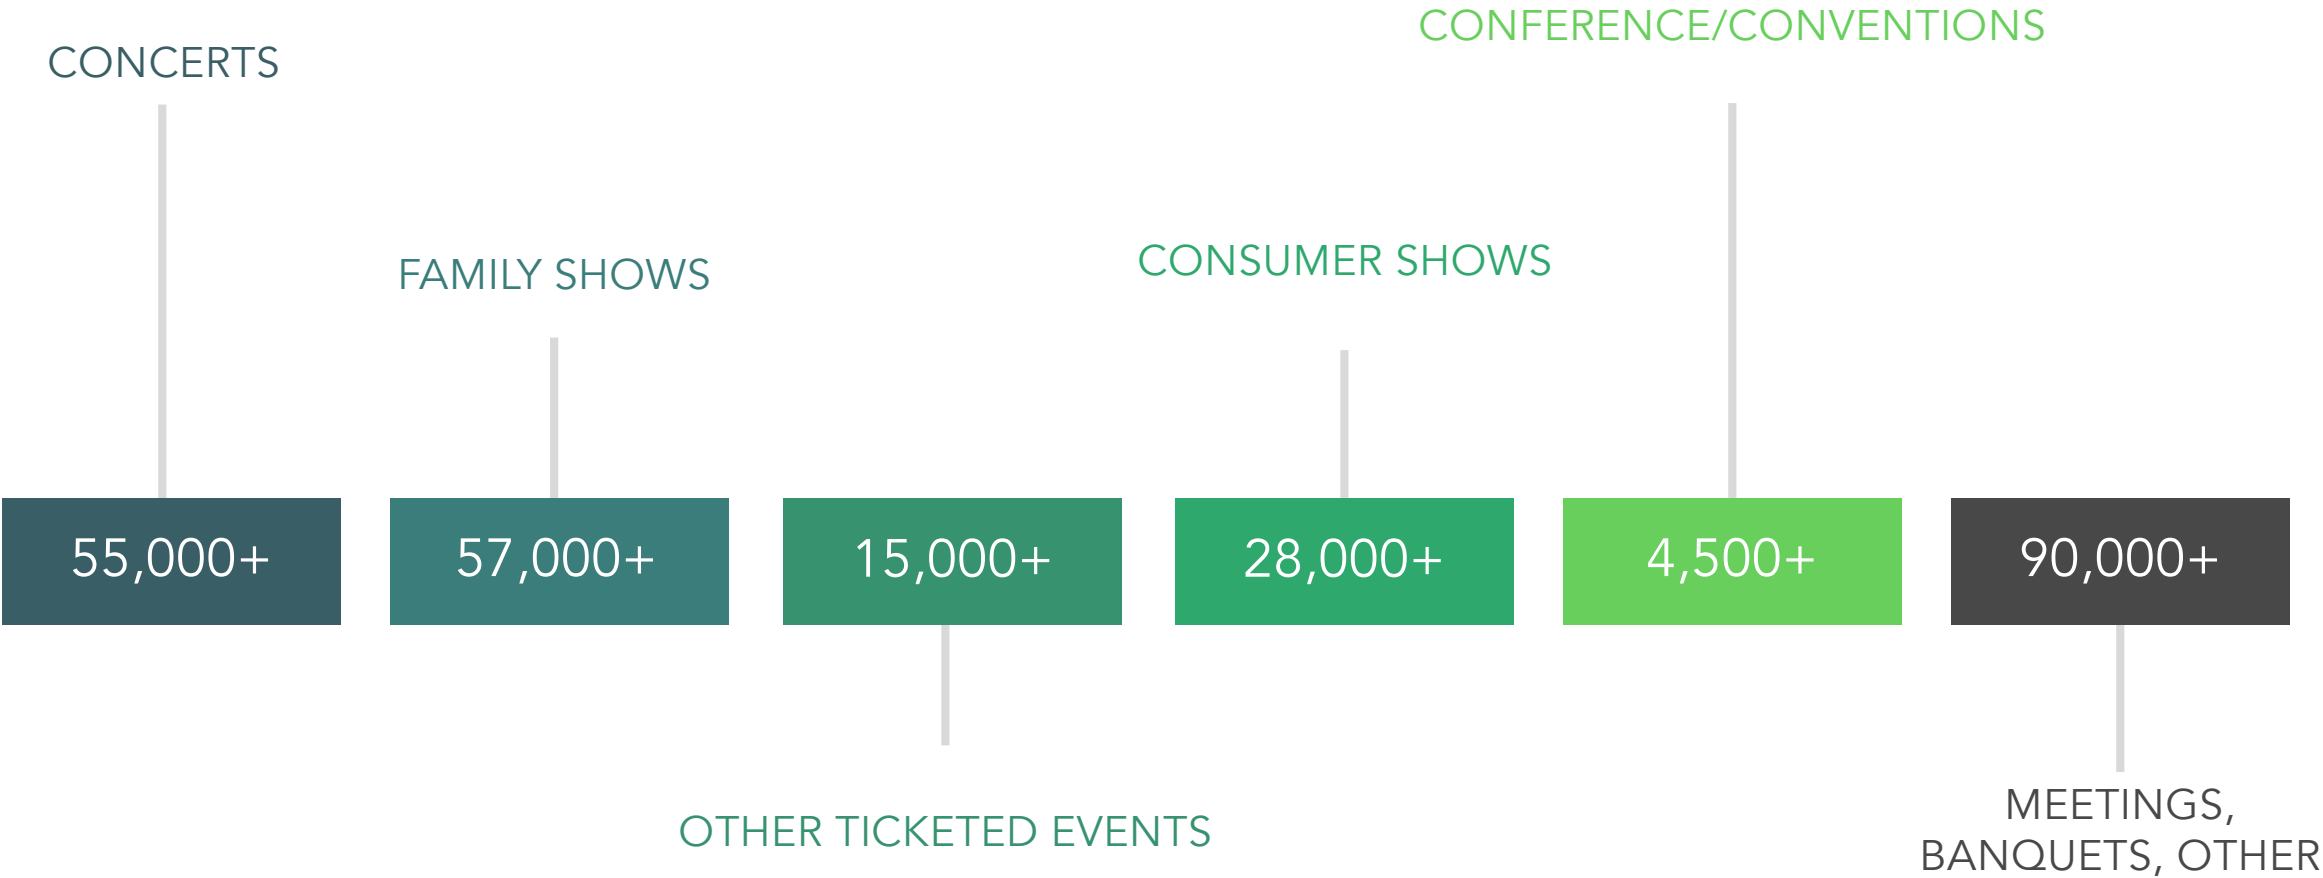 CONCERTS
55,000+
FAMILY SHOWS
57,000+
15,000+
OTHER TICKETED EVENTS
CONSUMER SHOWS
28,000+
CONFERENCE/CONVENTIONS
4,500+
90,000+
MEETINGS,
BANQUETS, OTHER